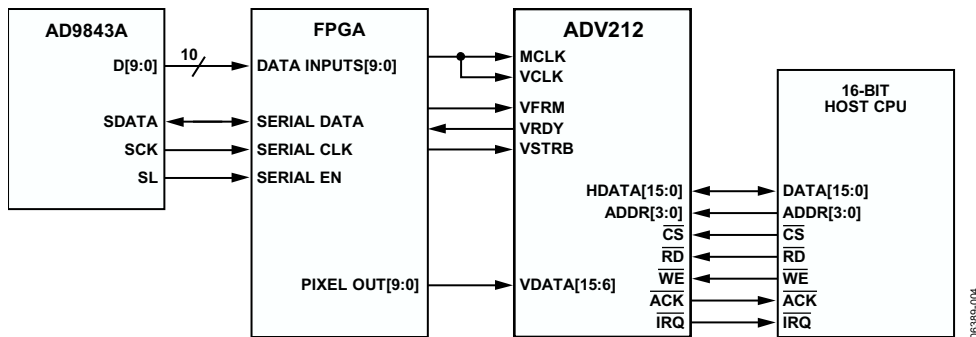 AD9843A
D[9:0]
10
SDATA
SCK
SL
FPGA
DATA INPUTS[9:0]
SERIAL DATA
SERIAL CLK
SERIAL EN
PIXEL OUT[9:0]
ADV212
MCLK
VCLK
VFRM
VRDY
VSTRB
HDATA[15:0]
ADDR[3:0]
CS
RD
WE
VDATA[15:6]
ACK
IRQ
16-BIT
HOST CPU
DATA[15:0]
ADDR[3:0]
CS
RD
WE
ACK
IRQ
06389-004